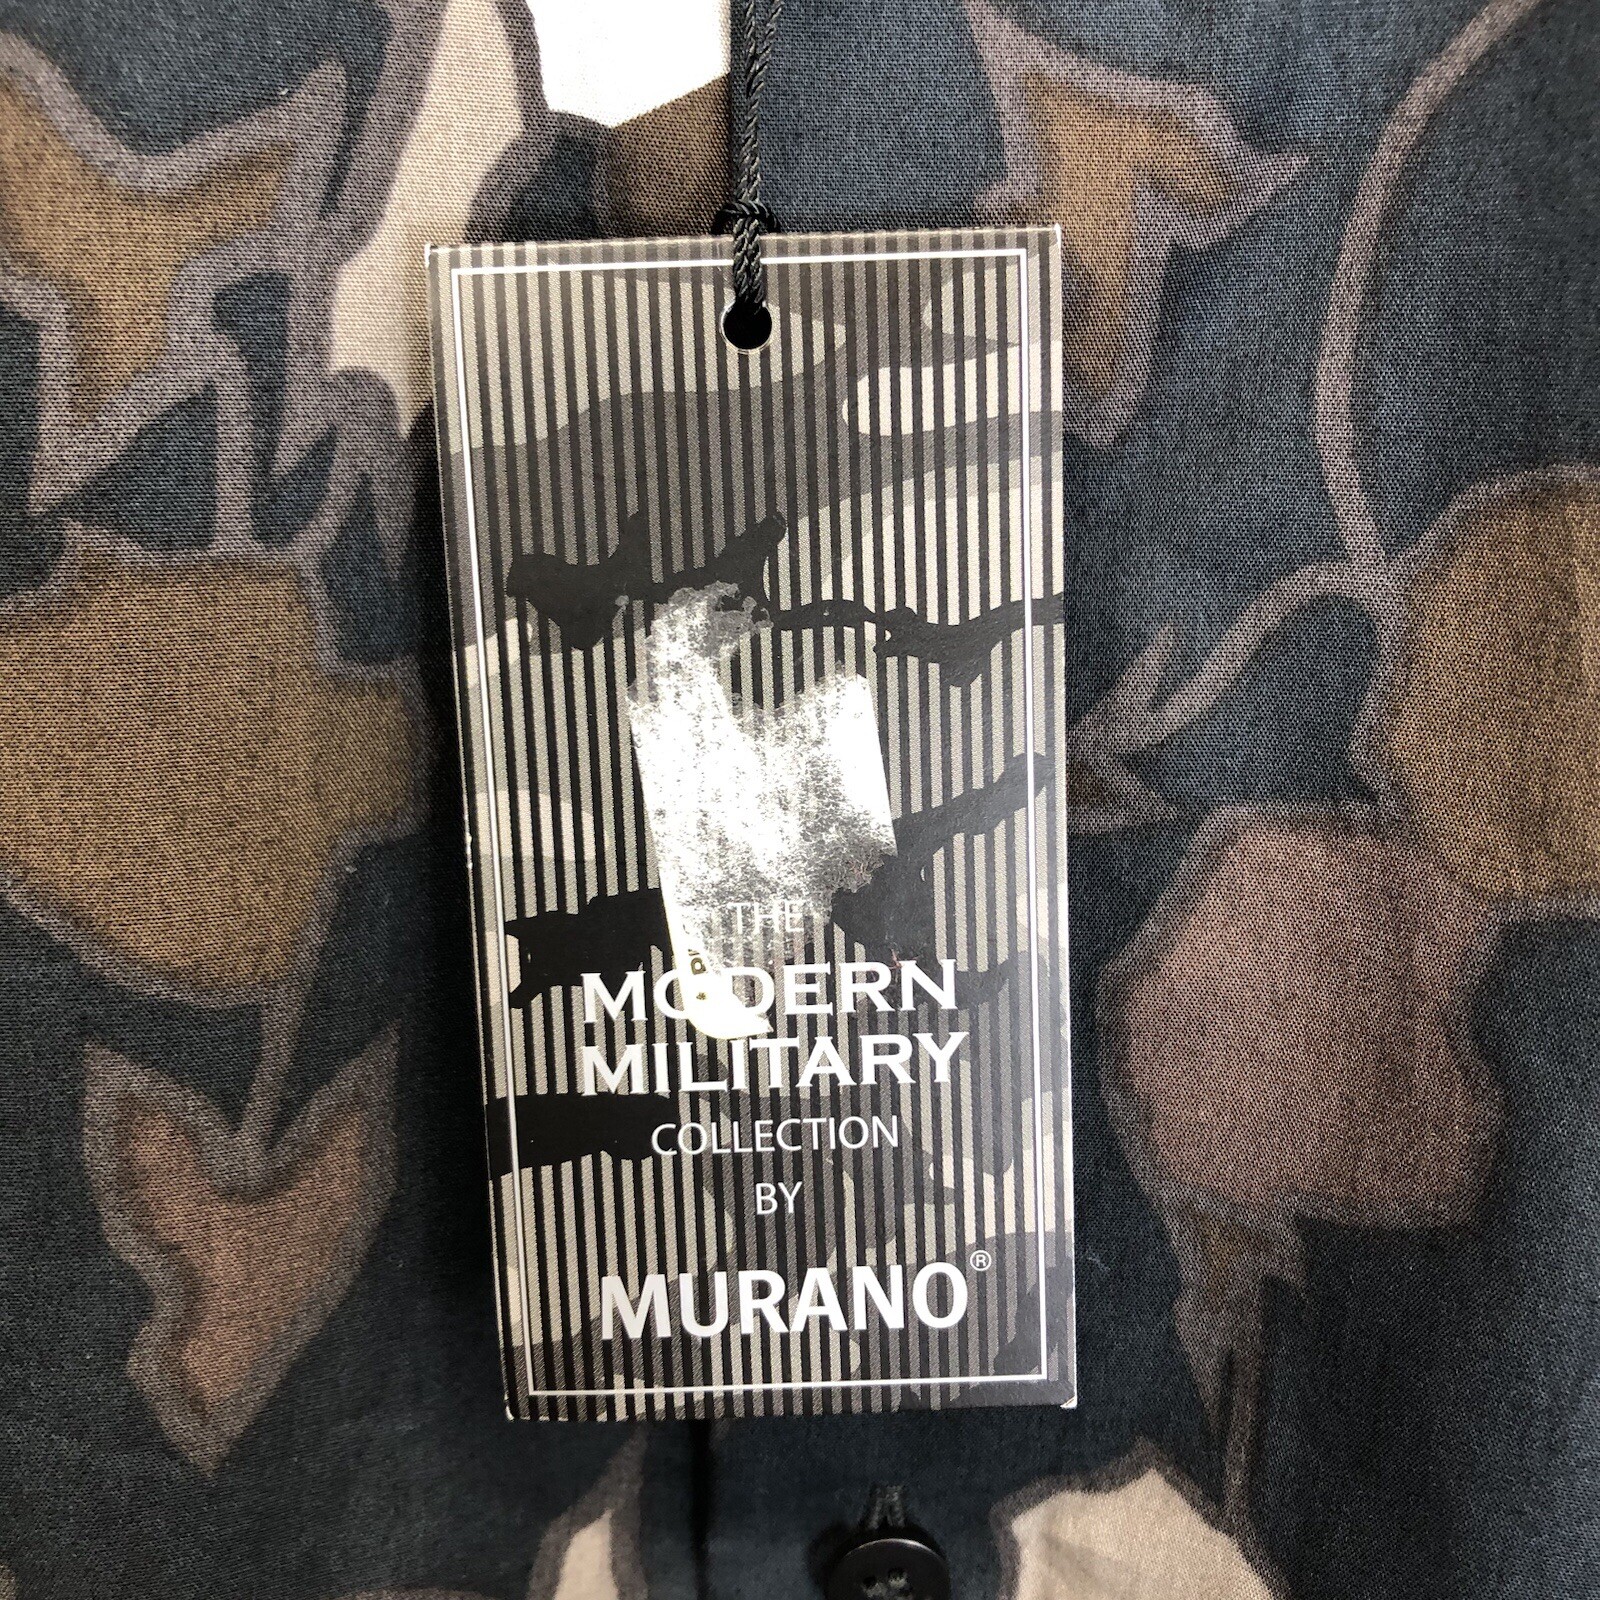 THE
MODERN
MILITARY
COLLECTION
BY
MURANO®